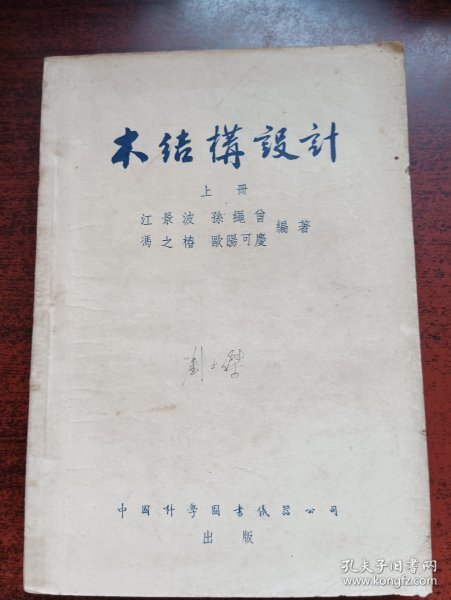 木结構設計
上冊
江景波 孫繩曾
馮之椿 歐陽可慶 編著
中國科學圖書儀器公司
出版
孔夫子旧书网
www.kongfz.com